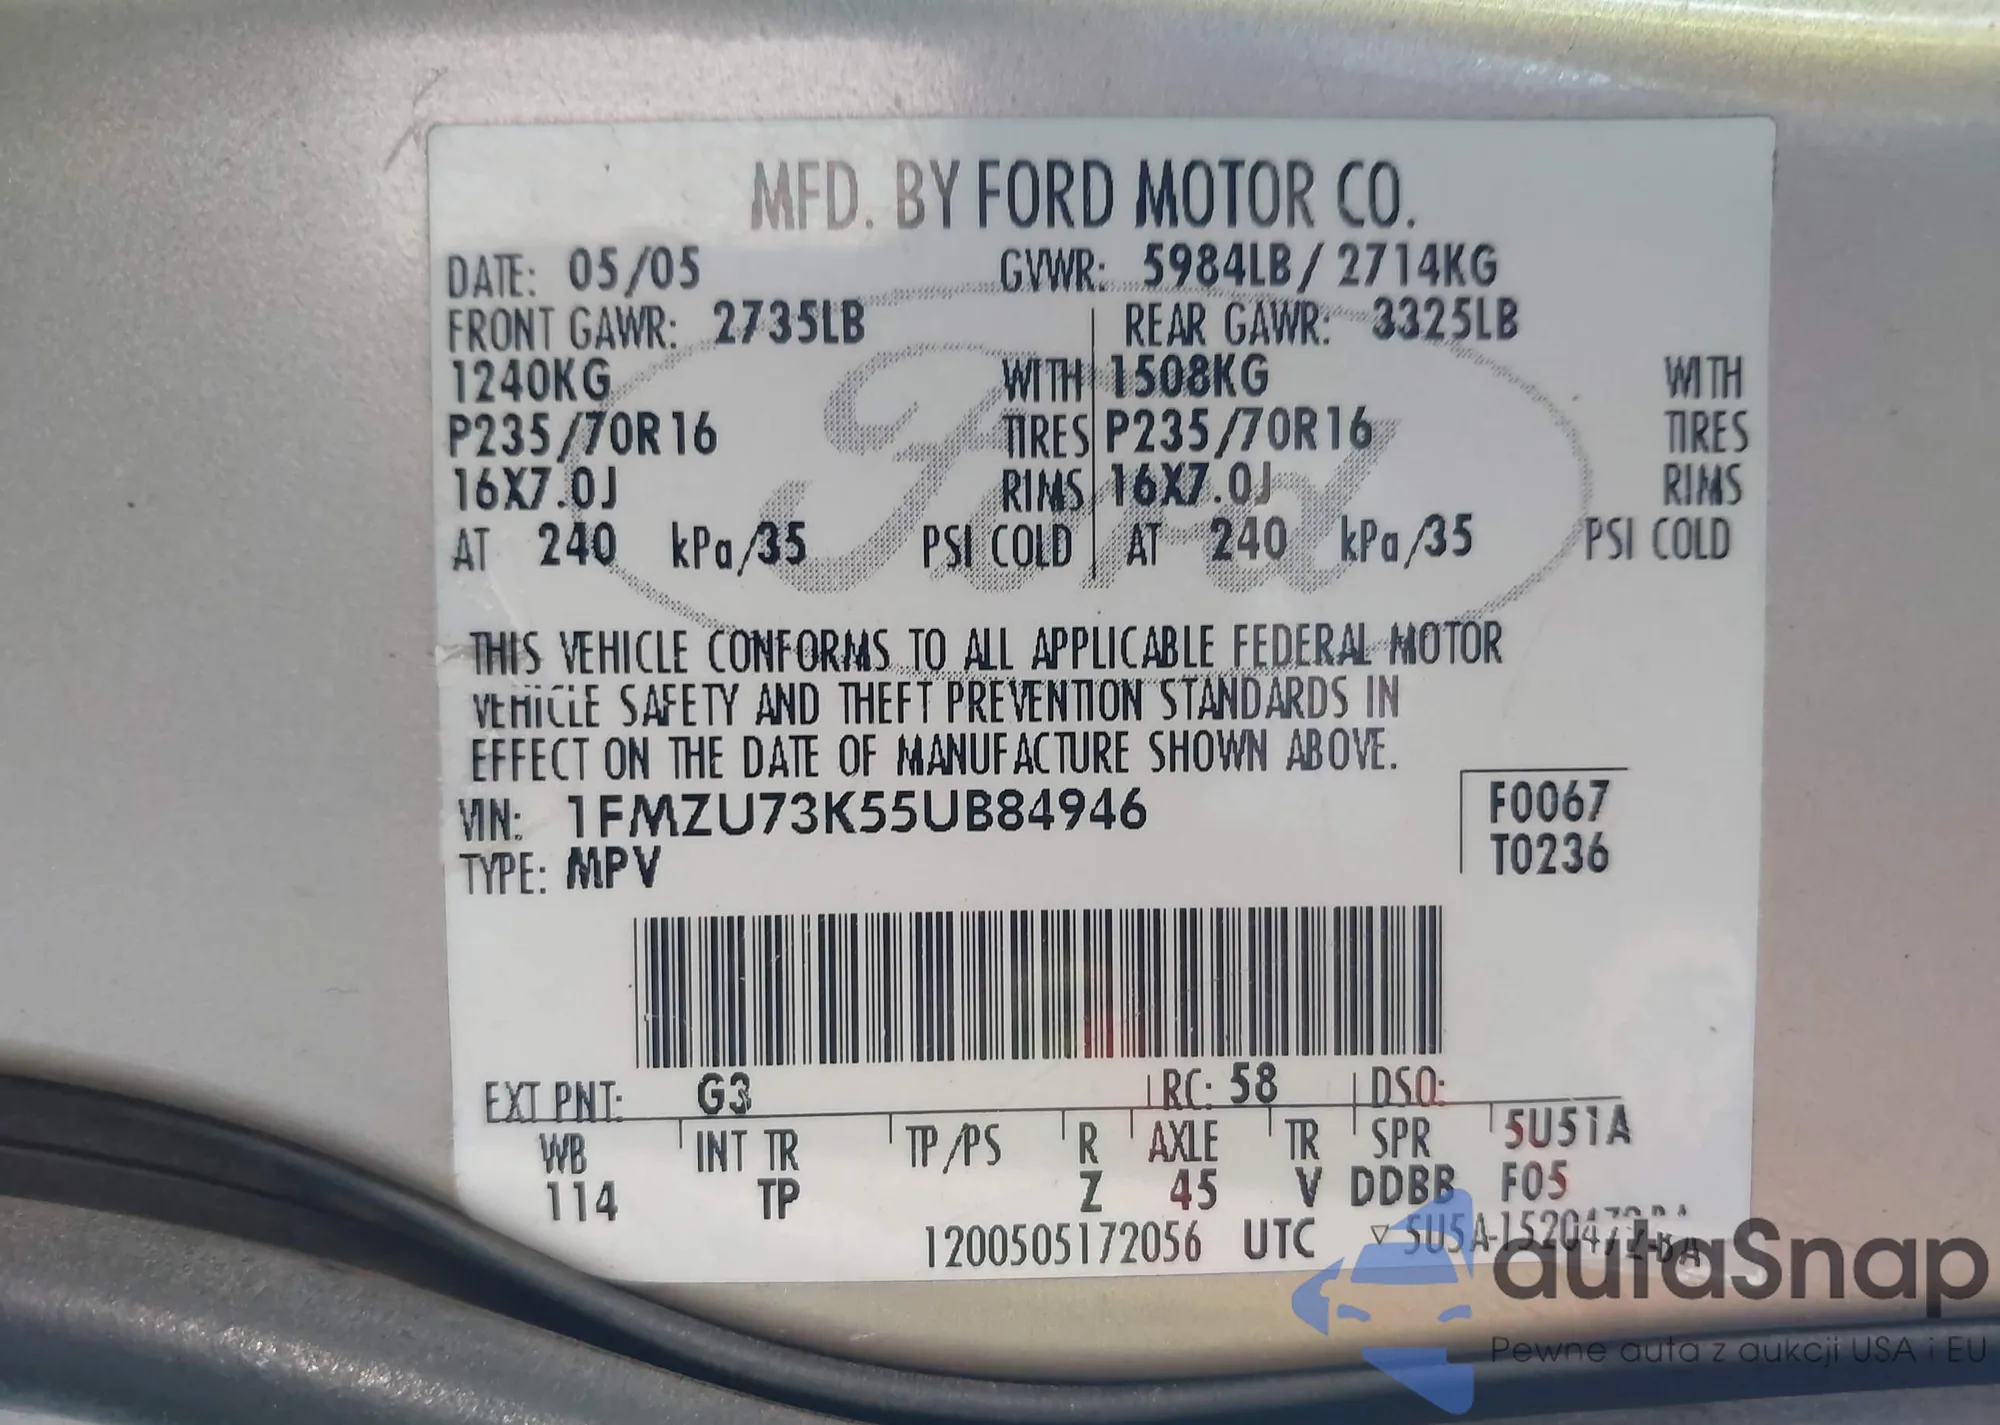 MFD. BY FORD MOTOR CO.
DATE: 05/05 GVWR: 5984LB / 2714KG
FRONT GAWR: 2735LB REAR GAWR: 3325LB
1240KG WITH 1508KG WITH
P235/70R16 TIRES P235/70R16 TIRES
16X7.0J RIMS 16X7.0J RIMS
AT 240 kPa/35 PSI COLD AT 240 kPa/35 PSI COLD
Ford
THIS VEHICLE CONFORMS TO ALL APPLICABLE FEDERAL MOTOR
VEHICLE SAFETY AND THEFT PREVENTION STANDARDS IN
EFFECT ON THE DATE OF MANUFACTURE SHOWN ABOVE.
VIN: 1FMZU73K55UB84946 F0067
TYPE: MPV T0236
EXT PNT: G3 RC: 58 DSO:
WB INT TR TP/PS R AXLE TR SPR 5U51A
114 TP Z 45 V DDBB F05
1200505172056 UTC
autaSnap
Pewne auta z aukcji USA i EU